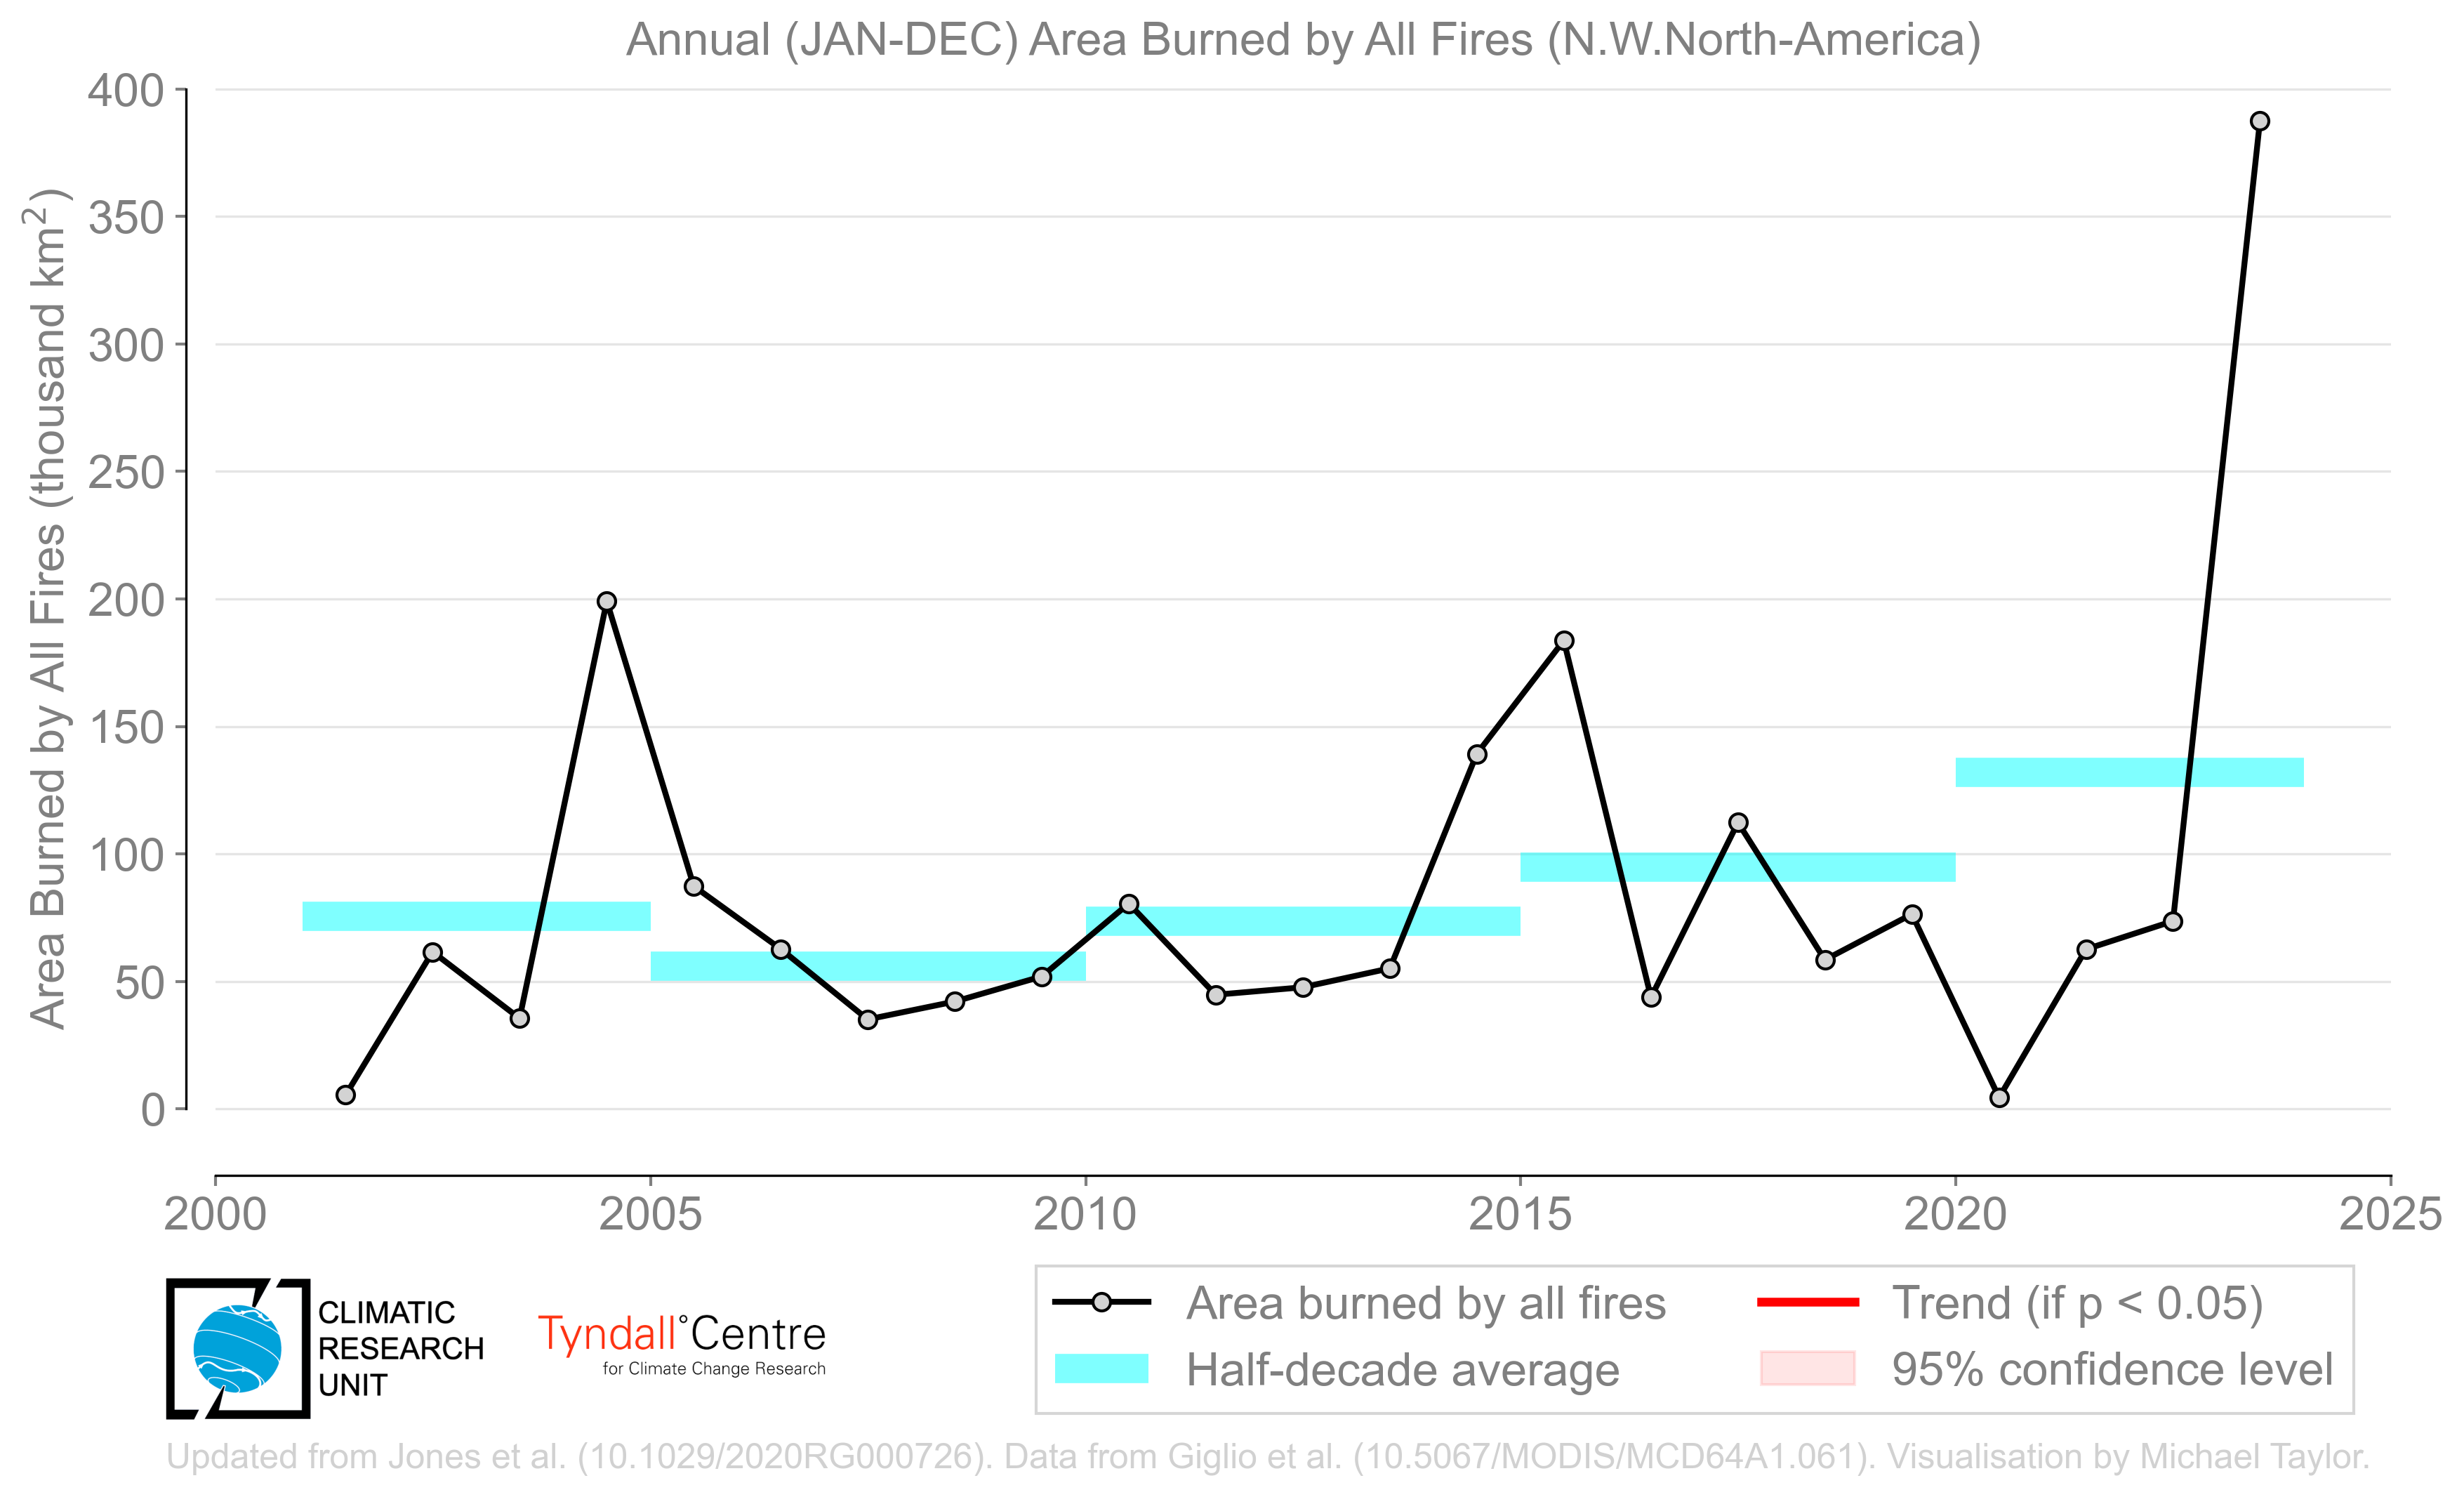 Annual (JAN-DEC) Area Burned by All Fires (N.W.North-America)
Area Burned by All Fires (thousand km²)
400
350
300
250
200
150
100
50
0
2000 2005 2010 2015 2020 2025
CLIMATIC
RESEARCH
UNIT
Tyndall°Centre
for Climate Change Research
Area burned by all fires
Half-decade average
Trend (if p < 0.05)
95% confidence level
Updated from Jones et al. (10.1029/2020RG000726). Data from Giglio et al. (10.5067/MODIS/MCD64A1.061). Visualisation by Michael Taylor.